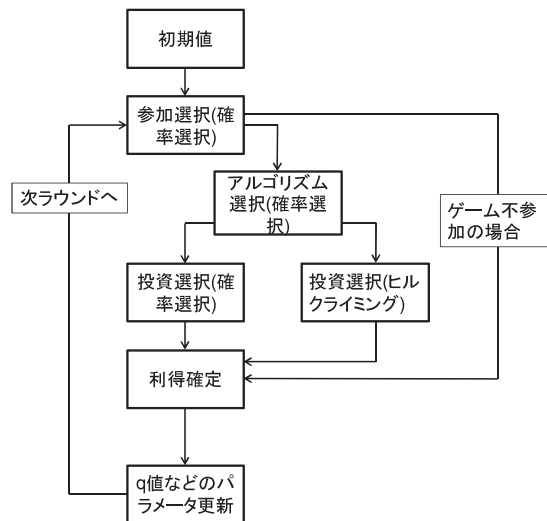 初期値
参加選択(確
率選択)
次ラウンドへ
アルゴリズム
選択(確率選
択)
ゲーム不参
加の場合
投資選択(確
率選択)
投資選択(ヒル
クライミング)
利得確定
q値などのパ
ラメータ更新